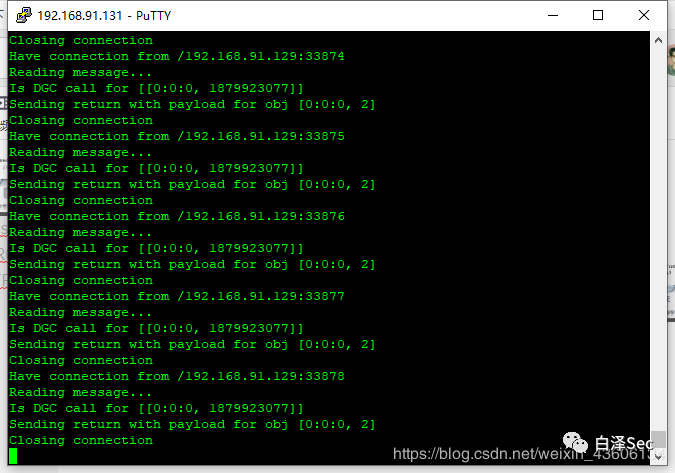 192.168.91.131 - PuTTY
Closing connection
Have connection from /192.168.91.129:33874
Reading message...
Is DGC call for [[0:0:0, 1879923077]]
Sending return with payload for obj [0:0:0, 2]
Closing connection
Have connection from /192.168.91.129:33875
Reading message...
Is DGC call for [[0:0:0, 1879923077]]
Sending return with payload for obj [0:0:0, 2]
Closing connection
Have connection from /192.168.91.129:33876
Reading message...
Is DGC call for [[0:0:0, 1879923077]]
Sending return with payload for obj [0:0:0, 2]
Closing connection
Have connection from /192.168.91.129:33877
Reading message...
Is DGC call for [[0:0:0, 1879923077]]
Sending return with payload for obj [0:0:0, 2]
Closing connection
Have connection from /192.168.91.129:33878
Reading message...
Is DGC call for [[0:0:0, 1879923077]]
Sending return with payload for obj [0:0:0, 2]
Closing connection
白泽Sec